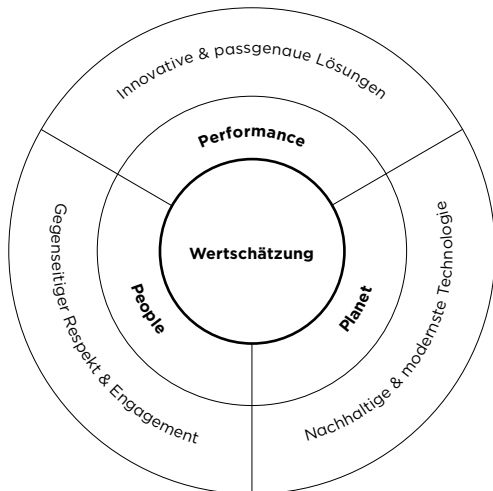 Innovative & passgenaue Lösungen
Performance
Wertschätzung
People
Planet
Gegenseitiger Respekt & Engagement
Nachhaltige & modernste Technologie